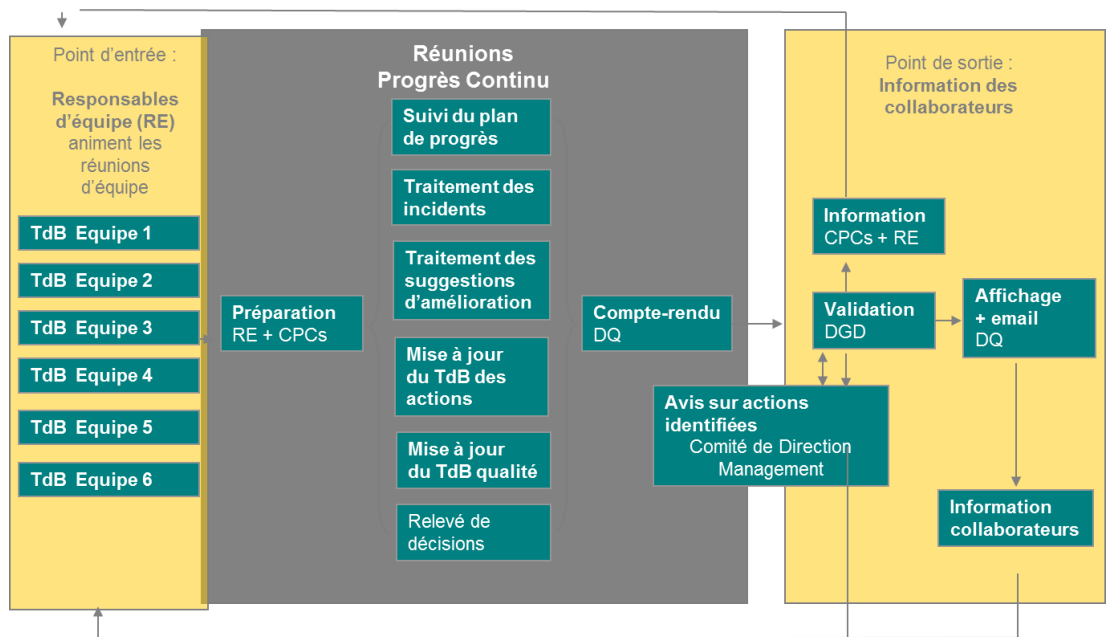 Point d'entrée :
Responsables
d'équipe (RE)
animent les
réunions
d'équipe
TdB Equipe 1
TdB Equipe 2
TdB Equipe 3
TdB Equipe 4
TdB Equipe 5
TdB Equipe 6
Réunions
Progrès Continu
Préparation
RE + CPCs
Suivi du plan
de progrès
Traitement des
incidents
Traitement des
suggestions
d'amélioration
Mise à jour
du TdB des
actions
Mise à jour
du TdB qualité
Relevé de
décisions
Compte-rendu
DQ
Point de sortie :
Information des
collaborateurs
Information
CPCs + RE
Validation
DGD
Affichage
+ email
DQ
Avis sur actions
identifiées
Comité de Direction
Management
Information
collaborateurs